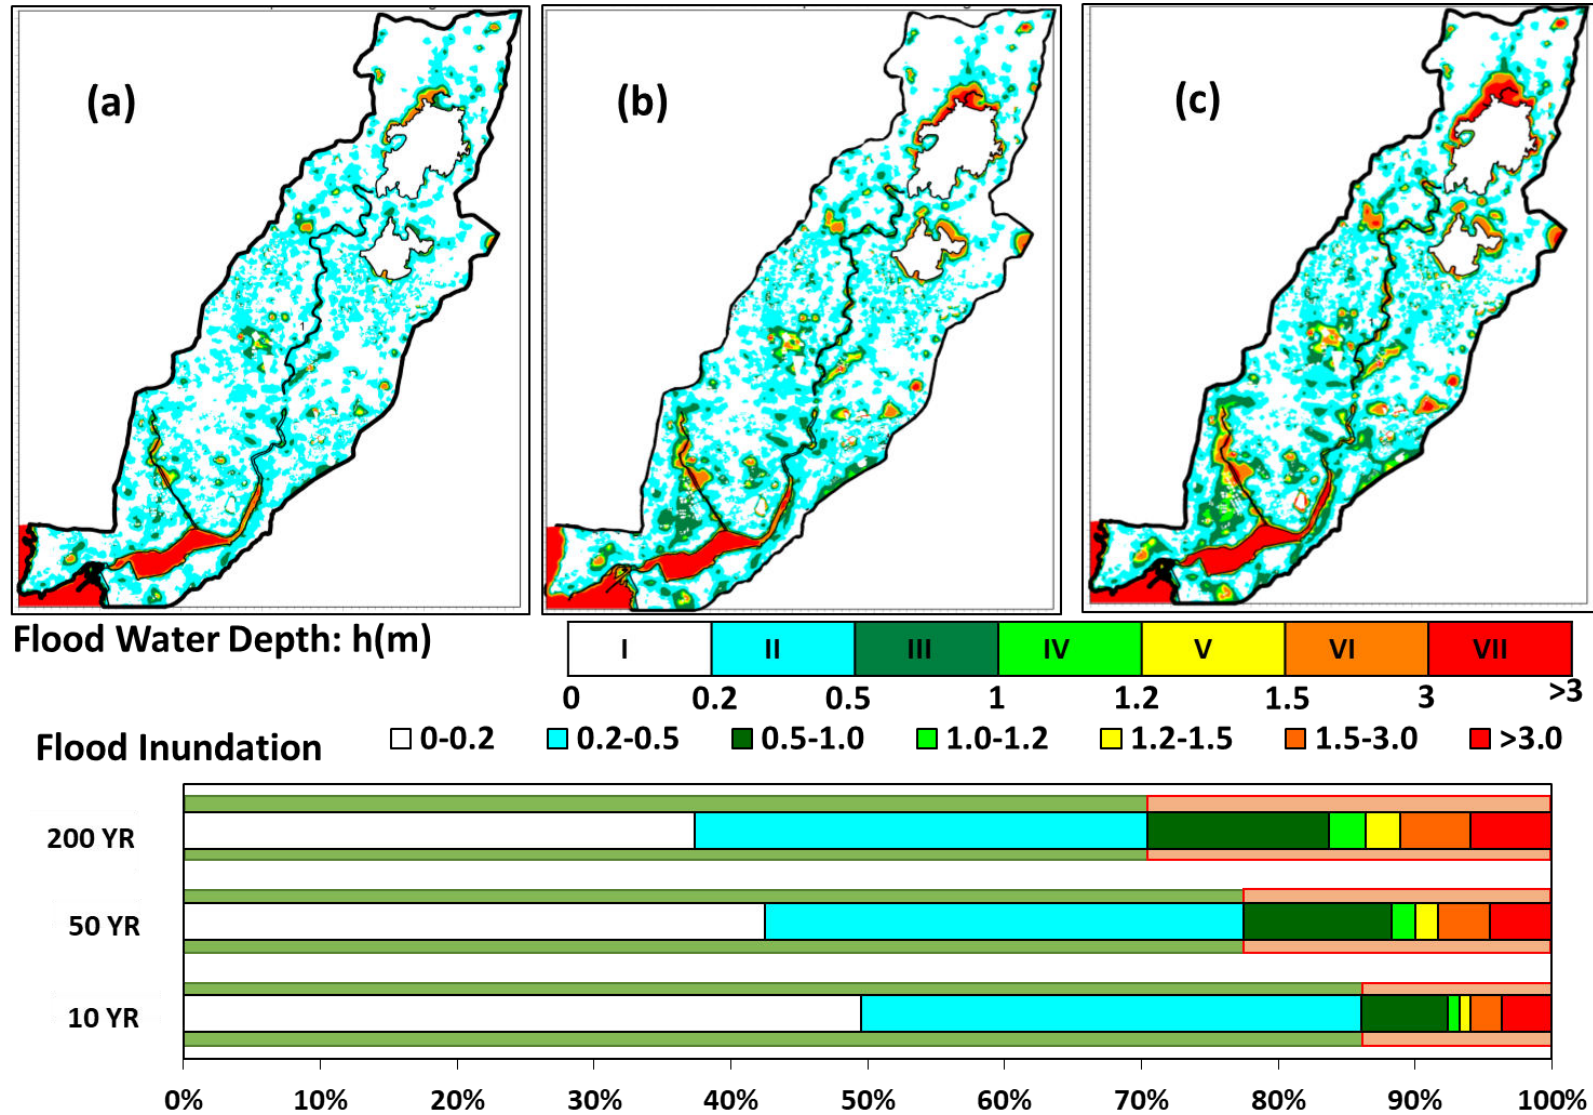 (a)
(b)
(c)
1
1
Flood Water Depth: h(m)
I II III IV V VI VII
0 0.2 0.5 1 1.2 1.5 3 >3
Flood Inundation
0-0.2 0.2-0.5 0.5-1.0 1.0-1.2 1.2-1.5 1.5-3.0 >3.0
200 YR
50 YR
10 YR
0% 10% 20% 30% 40% 50% 60% 70% 80% 90% 100%